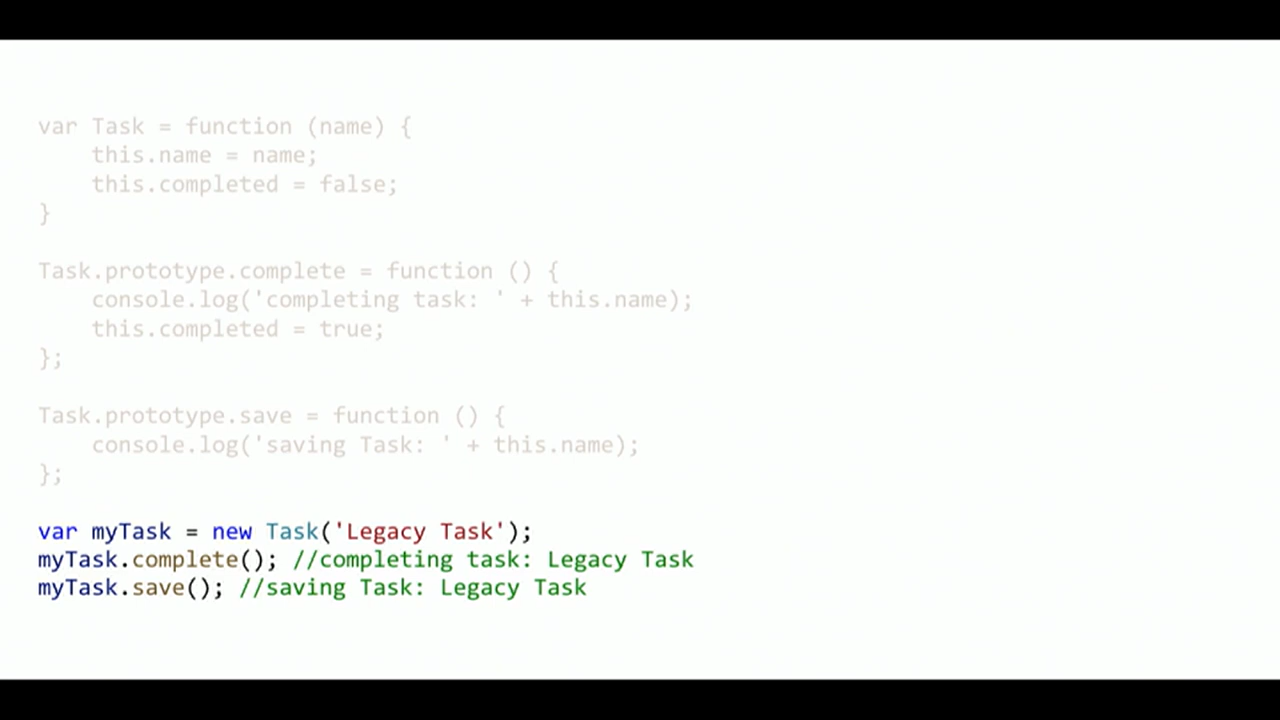 var Task = function (name) {
    this.name = name;
    this.completed = false;
}
Task.prototype.complete = function () {
    console.log('completing task: ' + this.name);
    this.completed = true;
};
Task.prototype.save = function () {
    console.log('saving Task: ' + this.name);
};
var myTask = new Task('Legacy Task');
myTask.complete(); //completing task: Legacy Task
myTask.save(); //saving Task: Legacy Task